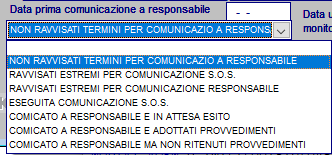 Data prima comunicazione a responsabile - - Data u
NON RAVVISATI TERMINI PER COMUNICAZIO A RESPONS monito
NON RAVVISATI TERMINI PER COMUNICAZIO A RESPONSABILE
RAVVISATI ESTREMI PER COMUNICAZIONE S.O.S.
RAVVISATI ESTREMI PER COMUNICAZIONE RESPONSABILE
ESEGUITA COMUNICAZIONE S.O.S.
COMICATO A RESPONSABILE E IN ATTESA ESITO
COMICATO A RESPONSABILE E ADOTTATI PROVVEDIMENTI
COMICATO A RESPONSABILE MA NON RITENUTI PROVVEDIMENTI